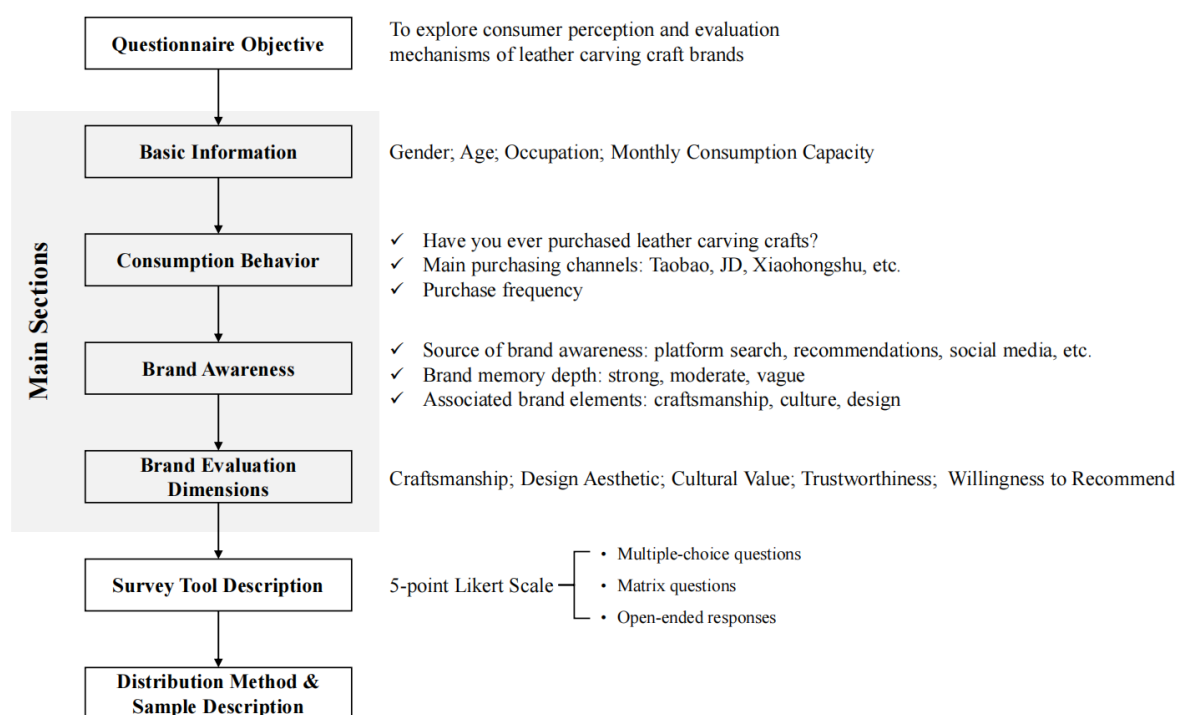 Questionnaire Objective
To explore consumer perception and evaluation
mechanisms of leather carving craft brands
Main Sections
Basic Information
Gender; Age; Occupation; Monthly Consumption Capacity
Consumption Behavior
✓ Have you ever purchased leather carving crafts?
✓ Main purchasing channels: Taobao, JD, Xiaohongshu, etc.
✓ Purchase frequency
Brand Awareness
✓ Source of brand awareness: platform search, recommendations, social media, etc.
✓ Brand memory depth: strong, moderate, vague
✓ Associated brand elements: craftsmanship, culture, design
Brand Evaluation
Dimensions
Craftsmanship; Design Aesthetic; Cultural Value; Trustworthiness; Willingness to Recommend
Survey Tool Description
5-point Likert Scale
• Multiple-choice questions
• Matrix questions
• Open-ended responses
Distribution Method &
Sample Description